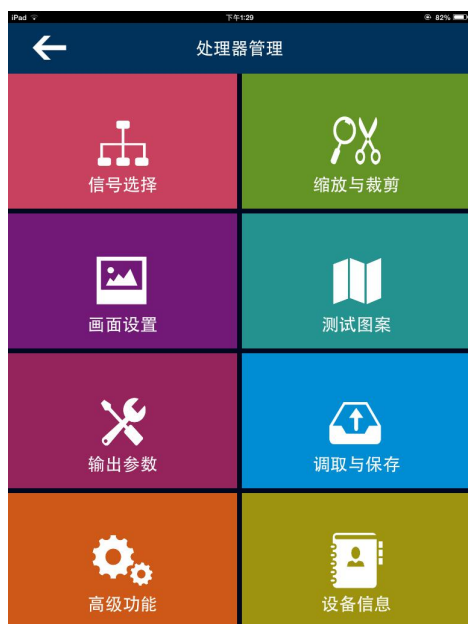 iPad 下午1:29 82%
处理器管理
信号选择 缩放与裁剪
画面设置 测试图案
输出参数 调取与保存
高级功能 设备信息